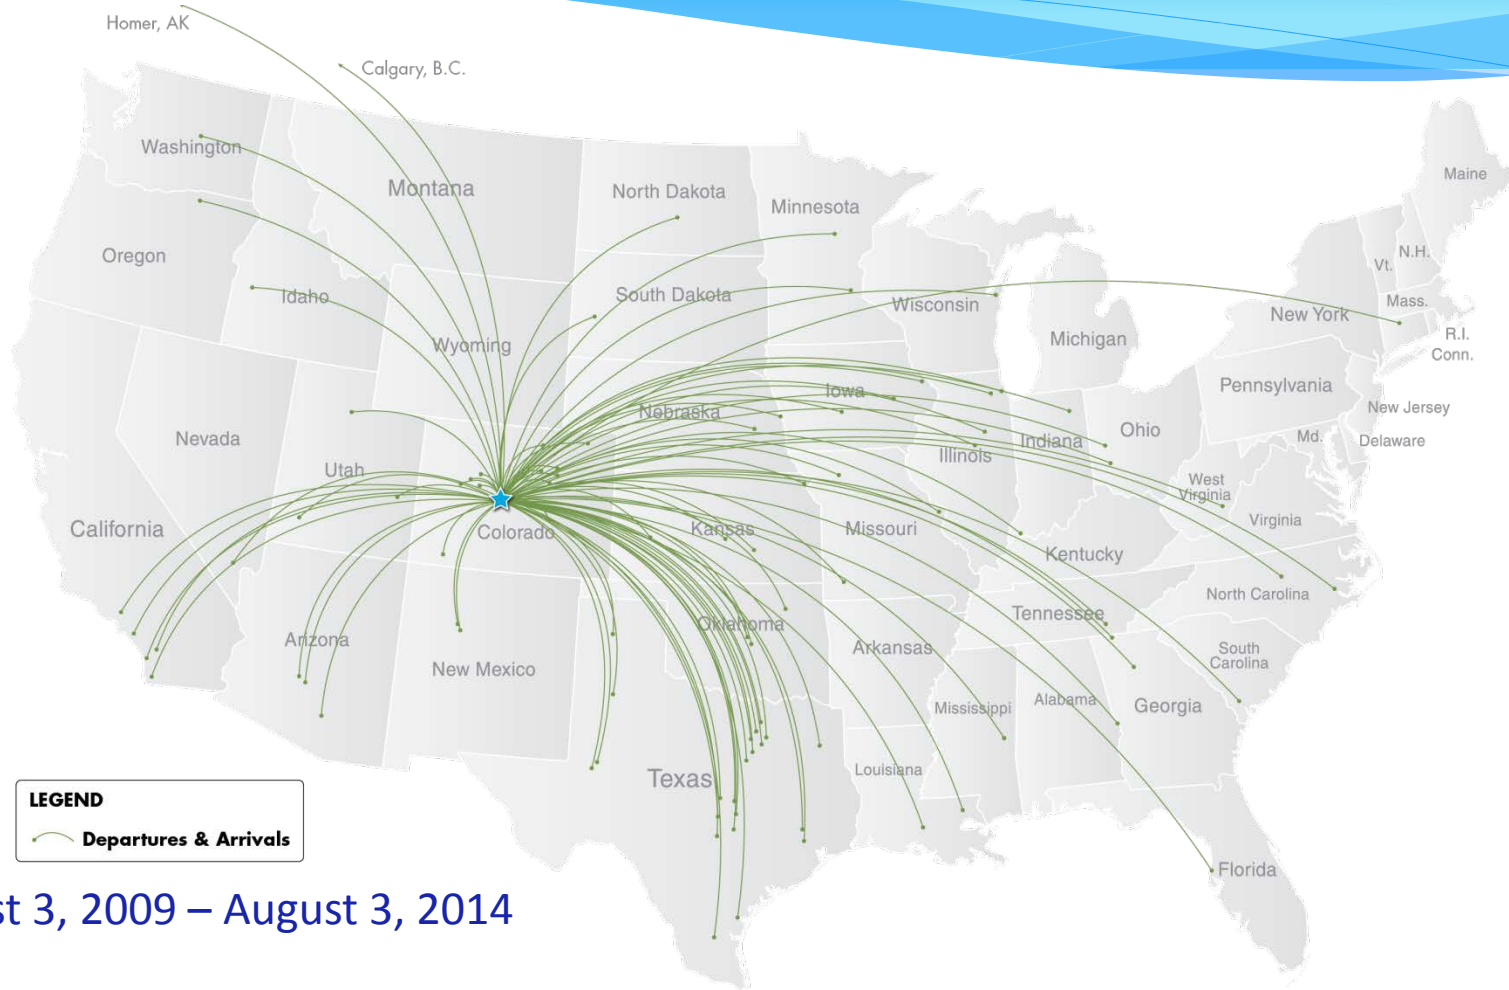 Homer, AK
Calgary, B.C.
Washington
Montana
North Dakota
Minnesota
Maine
Oregon
Idaho
South Dakota
Wisconsin
Michigan
New York
Vt.
N.H.
Mass.
R.I.
Conn.
Wyoming
Nebraska
Iowa
Pennsylvania
New Jersey
Nevada
Utah
Illinois
Indiana
Ohio
Md.
Delaware
West
Virginia
Virginia
California
Colorado
Kansas
Missouri
Kentucky
North Carolina
Arizona
New Mexico
Oklahoma
Arkansas
Tennessee
South
Carolina
Mississippi
Alabama
Georgia
Texas
Louisiana
Florida
LEGEND
Departures & Arrivals
3, 2009 – August 3, 2014